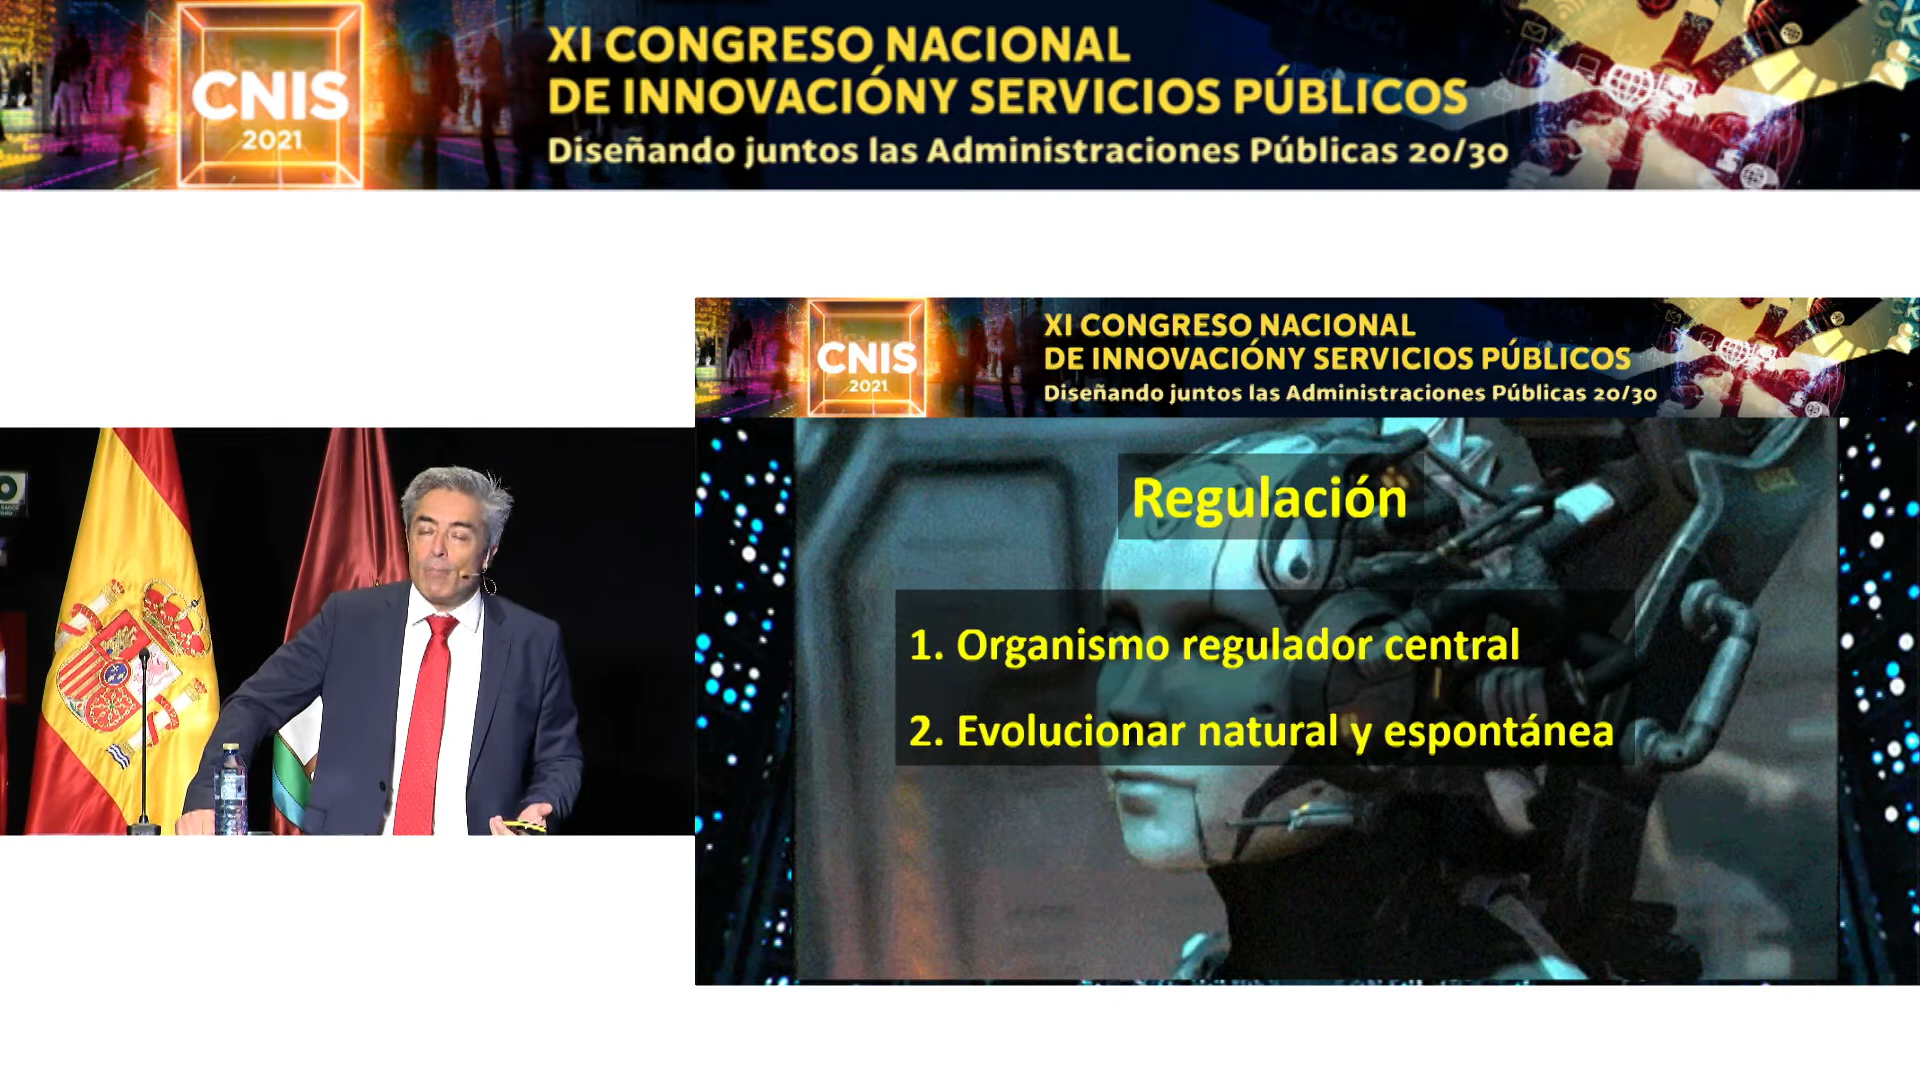 CNIS
2021
XI CONGRESO NACIONAL
DE INNOVACIÓNY SERVICIOS PÚBLICOS
Diseñando juntos las Administraciones Públicas 20/30
CNIS
2021
XI CONGRESO NACIONAL
DE INNOVACIÓNY SERVICIOS PÚBLICOS
Diseñando juntos las Administraciones Públicas 20/30
Regulación
1. Organismo regulador central
2. Evolucionar natural y espontánea